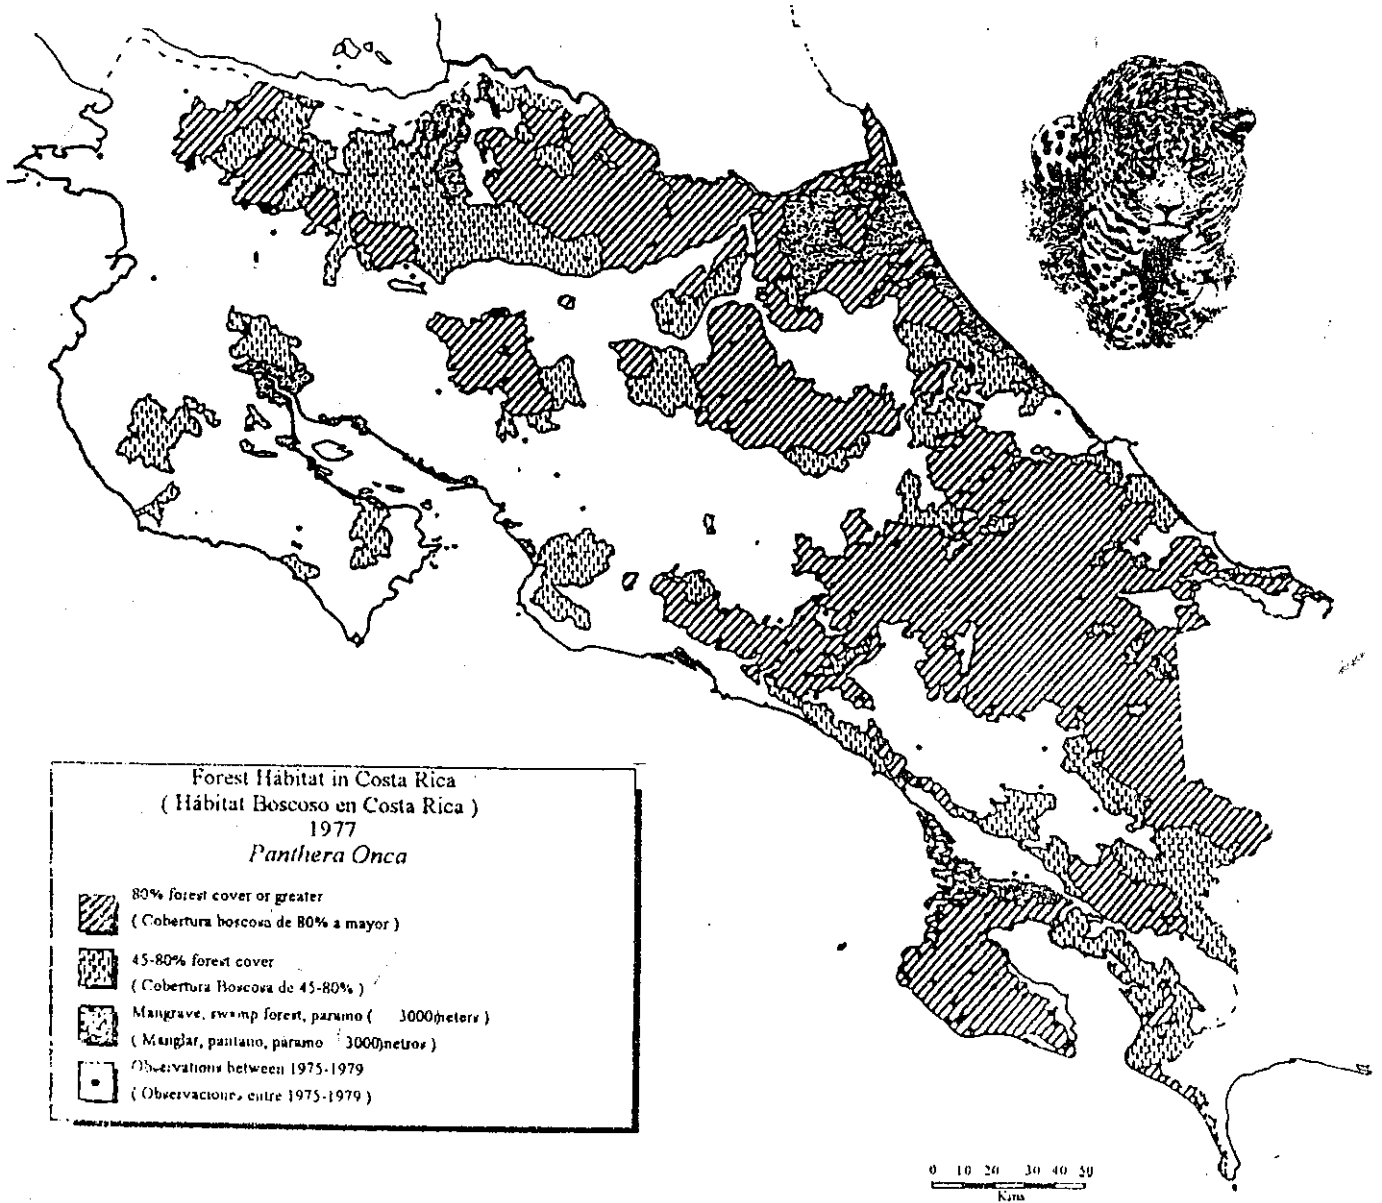 Forest Hábitat in Costa Rica
( Hábitat Boscoso en Costa Rica )
1977
Panthera Onca
80% forest cover or greater
( Cobertura boscosa de 80% a mayor )
45-80% forest cover
( Cobertura Boscosa de 45-80% )
Mangrave, swamp forest, paramo ( 3000meters )
( Manglar, pantano, páramo 3000metros )
Observations between 1975-1979
( Observaciones entre 1975-1979 )
0 10 20 30 40 50
Kms